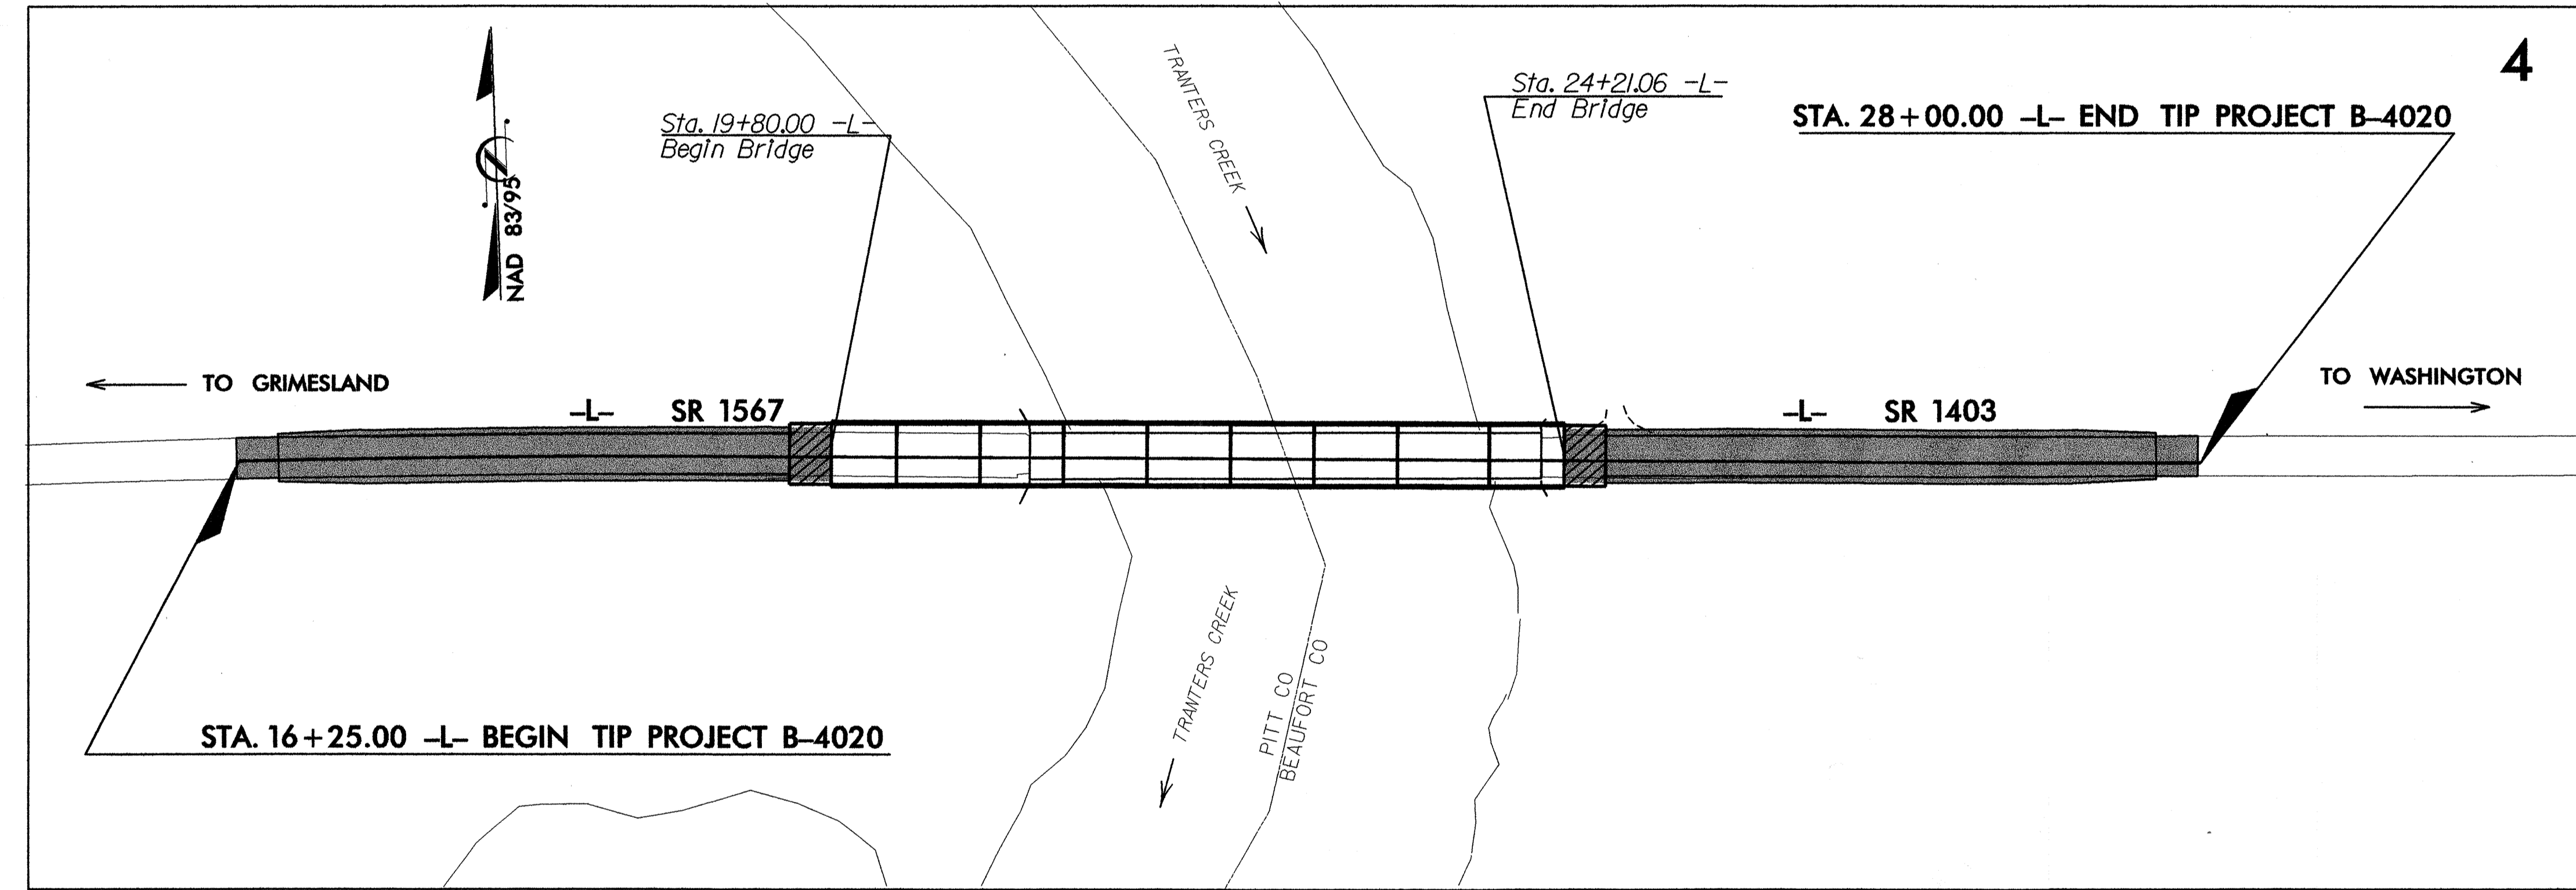 4
TRANTERS CREEK
Sta. 24+21.06 -L-
End Bridge
STA. 28+00.00 -L- END TIP PROJECT B-4020
Sta. 19+80.00 -L-
Begin Bridge
NAD 83/95
TO GRIMESLAND
TO WASHINGTON
-L- SR 1567
-L- SR 1403
TRANTERS CREEK
PITT CO
BEAUFORT CO
STA. 16+25.00 -L- BEGIN TIP PROJECT B-4020